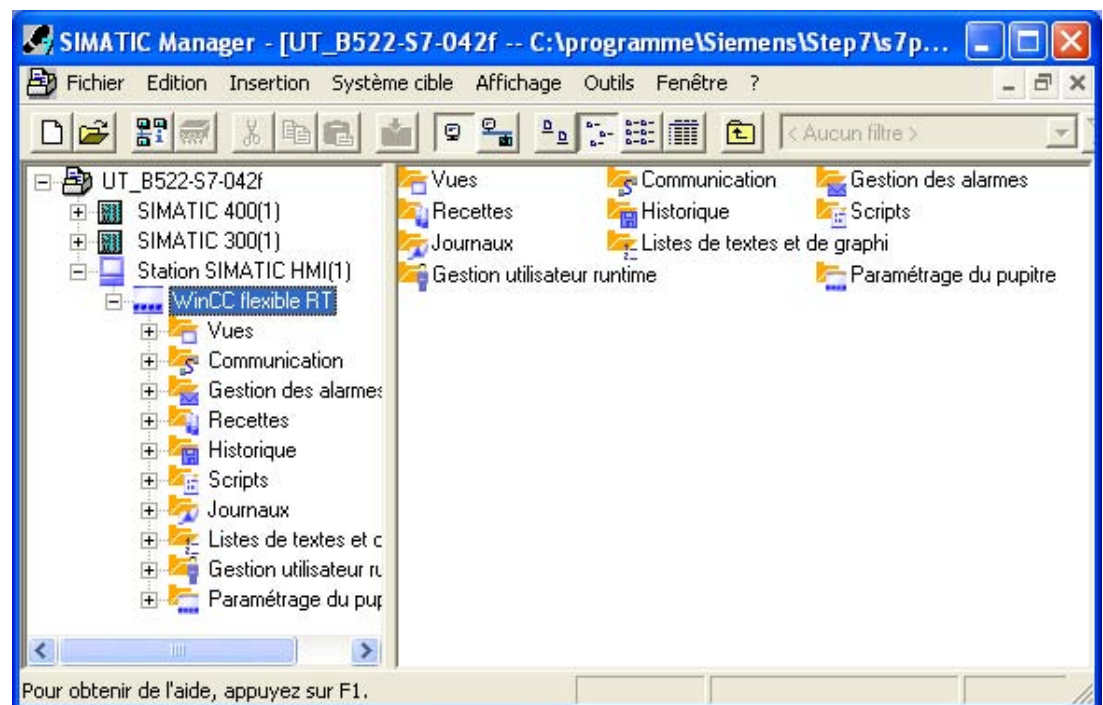 SIMATIC Manager - [UT_B522-S7-042f -- C:\programme\Siemens\Step7\s7p...
Fichier Edition Insertion Système cible Affichage Outils Fenêtre ?
< Aucun filtre >
UT_B522-S7-042f
SIMATIC 400(1)
SIMATIC 300(1)
Station SIMATIC HMI(1)
WinCC flexible RT
Vues
Communication
Gestion des alarmes
Recettes
Historique
Scripts
Journaux
Listes de textes et
Gestion utilisateur
Paramétrage du
Vues Communication Gestion des alarmes
Recettes Historique Scripts
Journaux Listes de textes et de graphi
Gestion utilisateur runtime Paramétrage du pupitre
Pour obtenir de l'aide, appuyez sur F1.